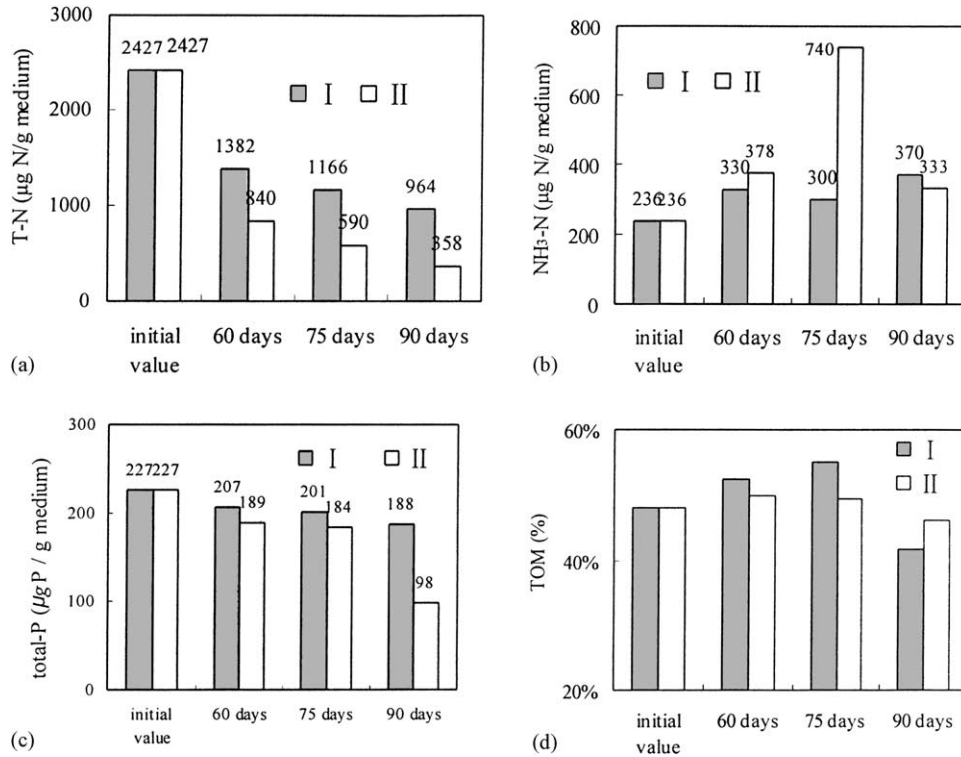 T-N (µg N/g medium)
3000
2000
1000
0
2427 2427
1382
840
1166
590
964
358
I II
initial value
60 days
75 days
90 days
(a)
NH3-N (µg N/g medium)
800
600
400
200
0
236 236
330
378
300
740
370
333
I II
initial value
60 days
75 days
90 days
(b)
total-P (µgP / g medium)
300
200
100
0
227 227
207
189
201
184
188
98
I II
initial value
60 days
75 days
90 days
(c)
TOM (%)
60%
40%
20%
I
II
initial value
60 days
75 days
90 days
(d)